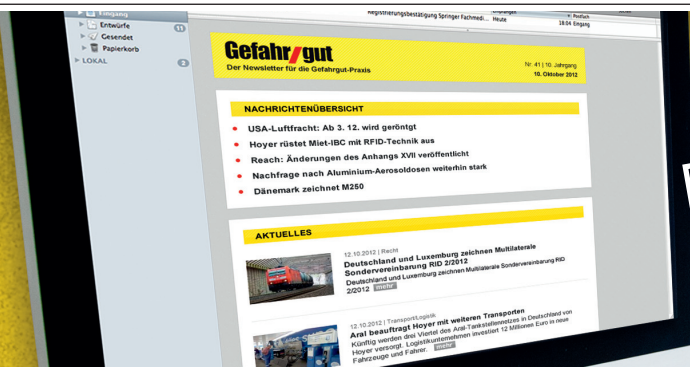 Eingang
Entwürfe 11
Gesendet
Papierkorb
LOKAL 2
Registrierungsbestätigung Springer Fachmedi... Heute 18:04 Eingang
Postfach
Gefahr/gut
Der Newsletter für die Gefahrgut-Praxis
Nr. 41 | 10. Jahrgang
10. Oktober 2012
NACHRICHTENÜBERSICHT
USA-Luftfracht: Ab 3. 12. wird geröntgt
Hoyer rüstet Miet-IBC mit RFID-Technik aus
Reach: Änderungen des Anhangs XVII veröffentlicht
Nachfrage nach Aluminium-Aerosoldosen weiterhin stark
Dänemark zeichnet M250
AKTUELLES
12.10.2012 | Recht
Deutschland und Luxemburg zeichnen Multilaterale
Sondervereinbarung RID 2/2012
Deutschland und Luxemburg zeichnen Multilaterale Sondervereinbarung RID
2/2012 mehr
12.10.2012 | Transport/Logistik
Aral beauftragt Hoyer mit weiteren Transporten
Künftig werden drei Viertel des Aral-Tankstellennetzes in Deutschland von
Hoyer versorgt. Logistikunternehmen investiert 12 Millionen Euro in neue
Fahrzeuge und Fahrer. mehr